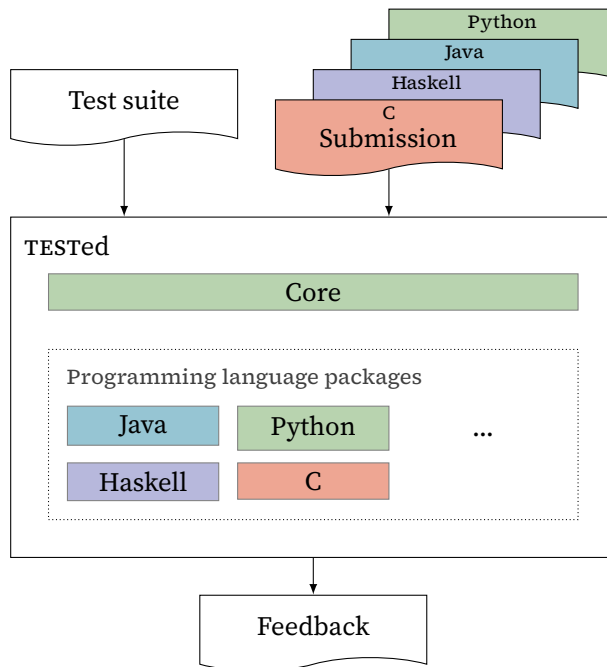 Python
Java
Haskell
C
Submission
Test suite
TESTed
Core
Programming language packages
Java
Python
...
Haskell
C
Feedback